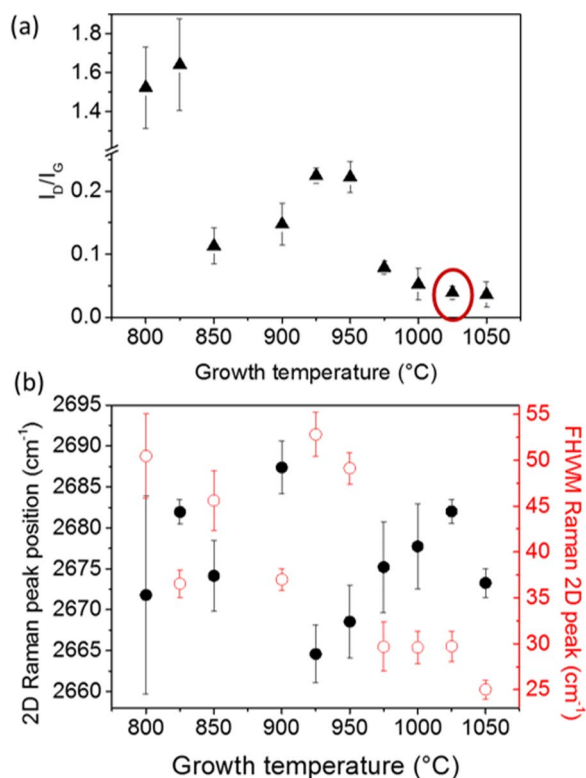 (a)
1.8
1.6
1.4
0.2
0.1
0.0
I_D/I_G
800 850 900 950 1000 1050
Growth temperature (°C)
(b)
2695
2690
2685
2680
2675
2670
2665
2660
2D Raman peak position (cm⁻¹)
55
50
45
40
35
30
25
FHWM Raman 2D peak (cm⁻¹)
800 850 900 950 1000 1050
Growth temperature (°C)